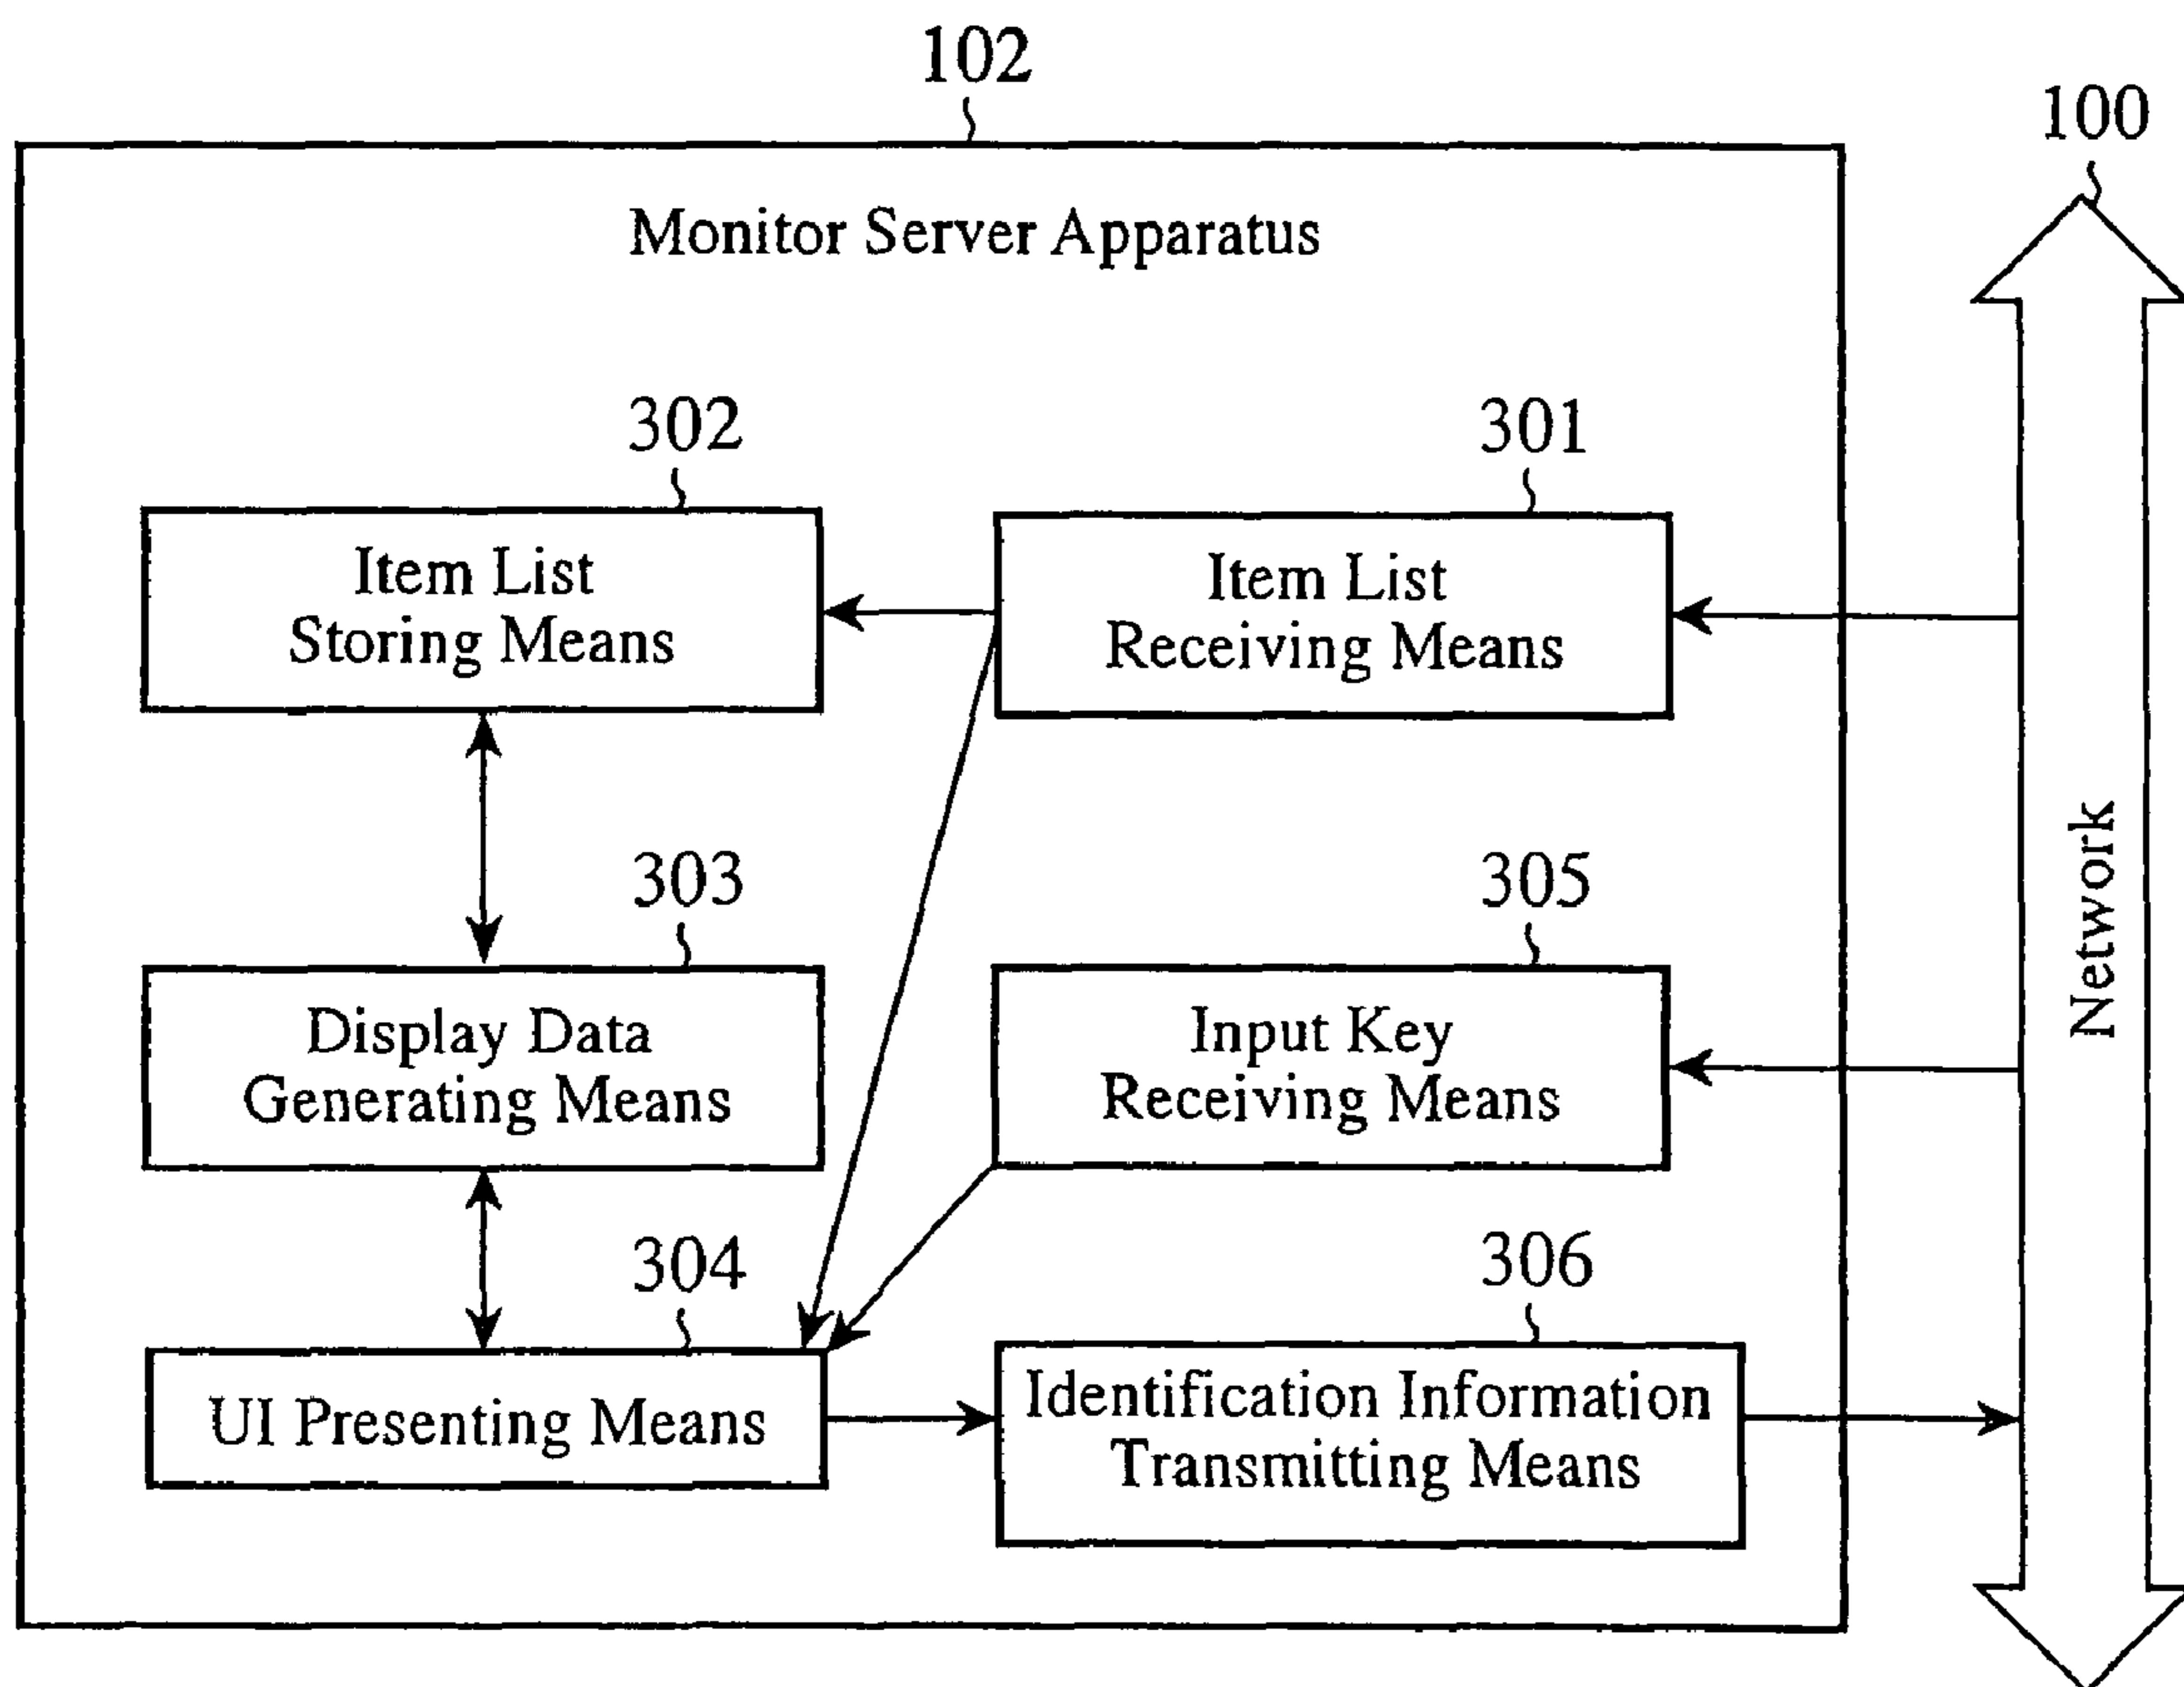 102
100
Monitor Server Apparatus
302
301
Item List
Storing Means
Item List
Receiving Means
303
305
Display Data
Generating Means
Input Key
Receiving Means
Network
304
306
UI Presenting Means
Identification Information
Transmitting Means